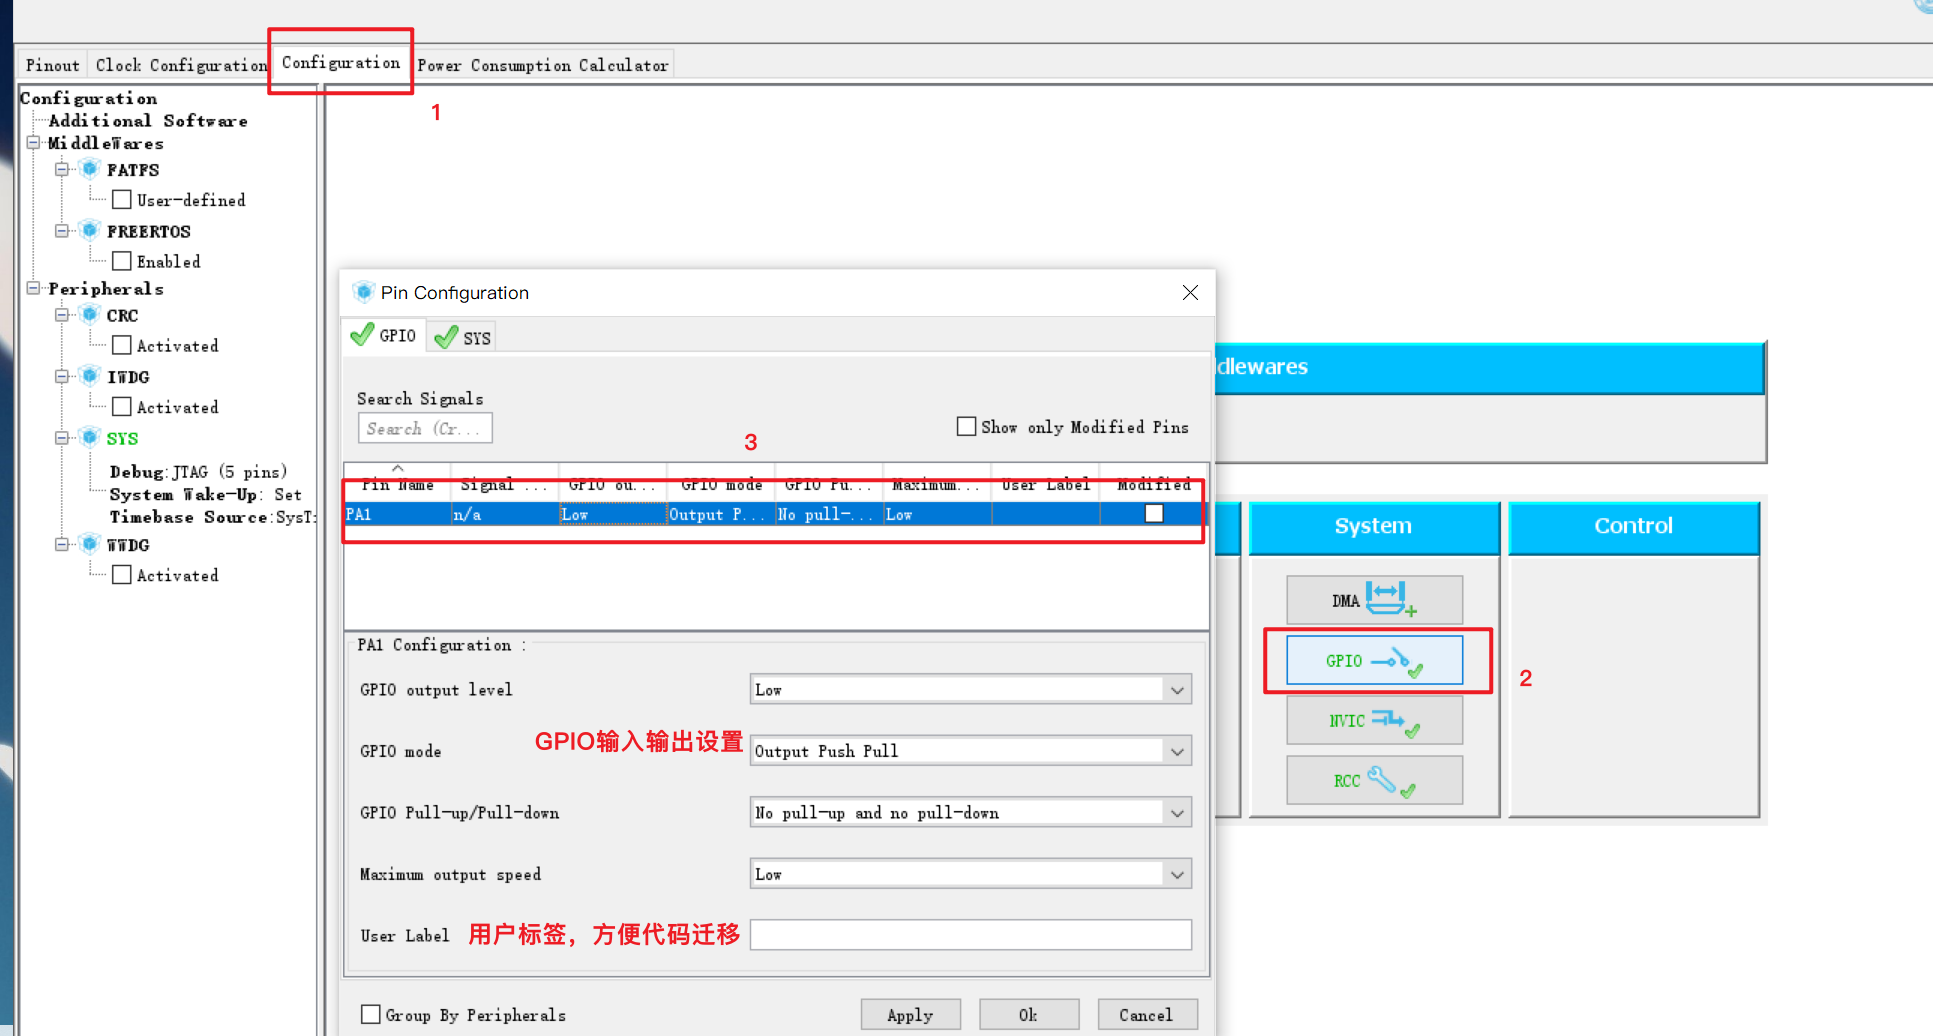 Pinout
Clock Configuration
Configuration
Power Consumption Calculator
1
Configuration
Additional Software
MiddleWares
FATFS
User-defined
FREERTOS
Enabled
Peripherals
CRC
Activated
IWDG
Activated
SYS
Debug:JTAG (5 pins)
System Wake-Up: Set
Timebase Source:SysT:
WWDG
Activated
Pin Configuration
GPIO
SYS
Search Signals
Search (Cr...
Show only Modified Pins
3
Pin Name
Signal ...
GPIO ou...
GPIO mode
GPIO Pu...
Maximum...
User Label
Modified
PA1
n/a
Low
Output P...
No pull-...
Low
PA1 Configuration :
GPIO output level
Low
GPIO mode
GPIO输入输出设置
Output Push Pull
GPIO Pull-up/Pull-down
No pull-up and no pull-down
Maximum output speed
Low
User Label
用户标签，方便代码迁移
Group By Peripherals
Apply
Ok
Cancel
dlewares
System
Control
DMA
GPIO
2
NVIC
RCC